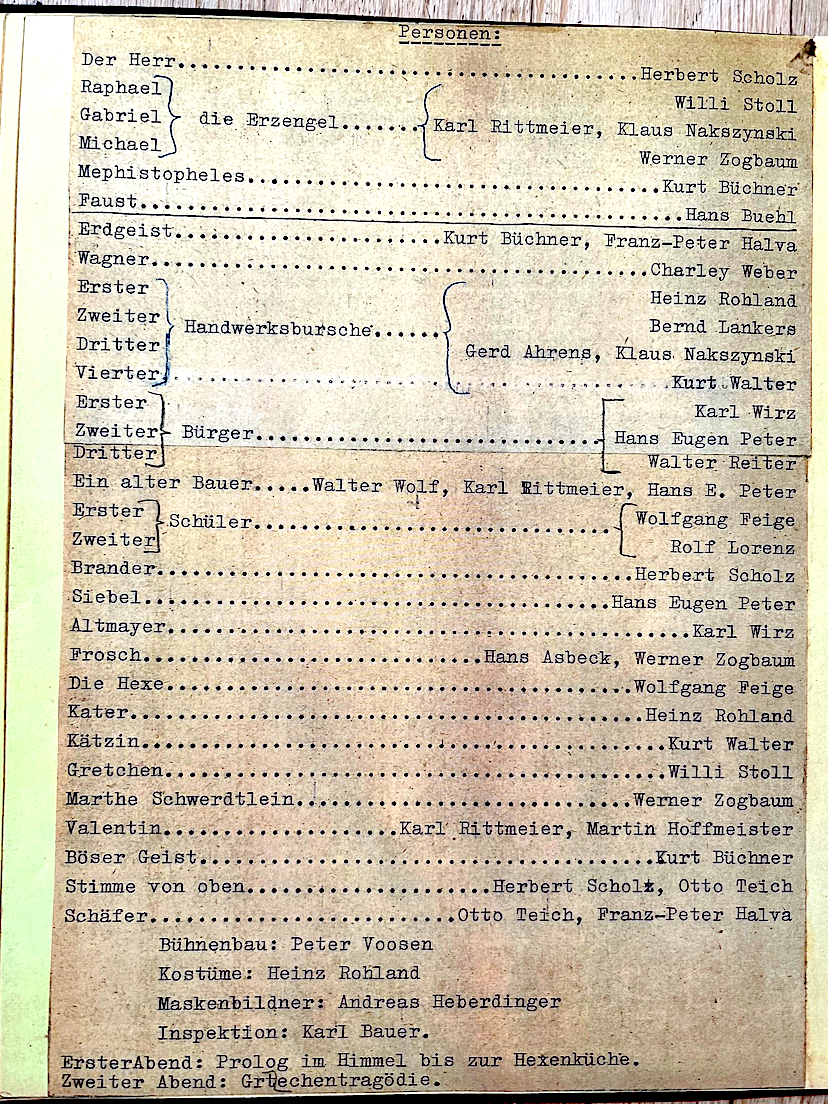 Personen:
Der Herr........................................Herbert Scholz
Raphael Willi Stoll
Gabriel die Erzengel.......Karl Rittmeier, Klaus Nakszynski
Michael Werner Zogbaum
Mephistopheles....................................Kurt Büchner
Faust...............................................Hans Buehl
Erdgeist.......................Kurt Büchner, Franz-Peter Halva
Wagner...........................................Charley Weber
Erster Heinz Rohland
Zweiter Handwerksbursche...... Bernd Lankers
Dritter Gerd Ahrens, Klaus Nakszynski
Vierter.............................................Kurt Walter
Erster Karl Wirz
Zweiter Bürger.............................. Hans Eugen Peter
Dritter Walter Reiter
Ein alter Bauer.....Walter Wolf, Karl Rittmeier, Hans E. Peter
Erster Schüler............................... Wolfgang Feige
Zweiter Rolf Lorenz
Brander.........................................Herbert Scholz
Siebel........................................Hans Eugen Peter
Altmayer..............................................Karl Wirz
Frosch.............................Hans Asbeck, Werner Zogbaum
Die Hexe........................................Wolfgang Feige
Kater............................................Heinz Rohland
Kätzin.............................................Kurt Walter
Gretchen...........................................Willi Stoll
Marthe Schwerdtlein.............................Werner Zogbaum
Valentin....................Karl Rittmeier, Martin Hoffmeister
Böser Geist.......................................Kurt Büchner
Stimme von oben.....................Herbert Scholz, Otto Teich
Schäfer..........................Otto Teich, Franz-Peter Halva
Bühnenbau: Peter Voosen
Kostüme: Heinz Rohland
Maskenbildner: Andreas Heberdinger
Inspektion: Karl Bauer.
ErsterAbend: Prolog im Himmel bis zur Hexenküche.
Zweiter Abend: Gretchentragödie.